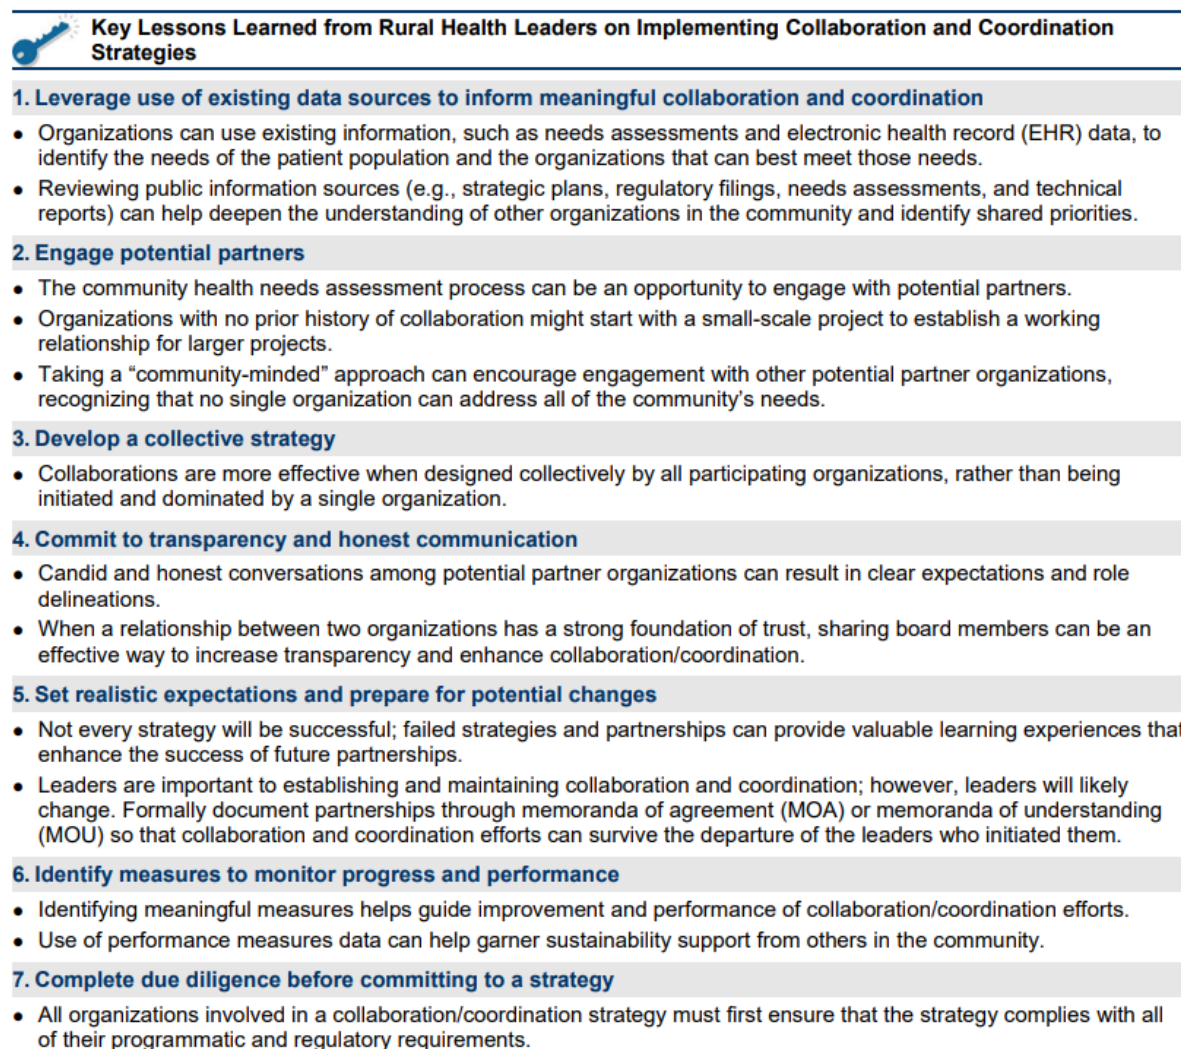 Key Lessons Learned from Rural Health Leaders on Implementing Collaboration and Coordination
Strategies
1. Leverage use of existing data sources to inform meaningful collaboration and coordination
● Organizations can use existing information, such as needs assessments and electronic health record (EHR) data, to
identify the needs of the patient population and the organizations that can best meet those needs.
● Reviewing public information sources (e.g., strategic plans, regulatory filings, needs assessments, and technical
reports) can help deepen the understanding of other organizations in the community and identify shared priorities.
2. Engage potential partners
● The community health needs assessment process can be an opportunity to engage with potential partners.
● Organizations with no prior history of collaboration might start with a small-scale project to establish a working
relationship for larger projects.
● Taking a “community-minded” approach can encourage engagement with other potential partner organizations,
recognizing that no single organization can address all of the community’s needs.
3. Develop a collective strategy
● Collaborations are more effective when designed collectively by all participating organizations, rather than being
initiated and dominated by a single organization.
4. Commit to transparency and honest communication
● Candid and honest conversations among potential partner organizations can result in clear expectations and role
delineations.
● When a relationship between two organizations has a strong foundation of trust, sharing board members can be an
effective way to increase transparency and enhance collaboration/coordination.
5. Set realistic expectations and prepare for potential changes
● Not every strategy will be successful; failed strategies and partnerships can provide valuable learning experiences that
enhance the success of future partnerships.
● Leaders are important to establishing and maintaining collaboration and coordination; however, leaders will likely
change. Formally document partnerships through memoranda of agreement (MOA) or memoranda of understanding
(MOU) so that collaboration and coordination efforts can survive the departure of the leaders who initiated them.
6. Identify measures to monitor progress and performance
● Identifying meaningful measures helps guide improvement and performance of collaboration/coordination efforts.
● Use of performance measures data can help garner sustainability support from others in the community.
7. Complete due diligence before committing to a strategy
● All organizations involved in a collaboration/coordination strategy must first ensure that the strategy complies with all
of their programmatic and regulatory requirements.